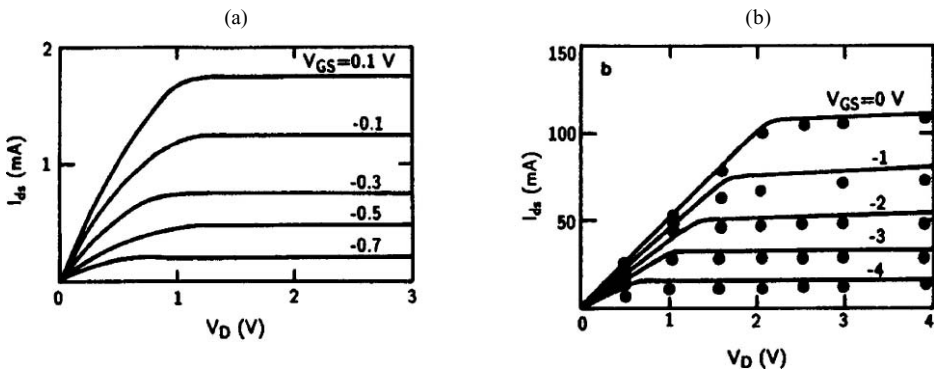 (a)
(b)
2
V_GS=0.1 V
-0.1
1
-0.3
-0.5
-0.7
0
1
2
3
I_ds (mA)
V_D (V)
150
b
V_GS=0 V
100
-1
-2
50
-3
-4
0
1
2
3
4
I_ds (mA)
V_D (V)